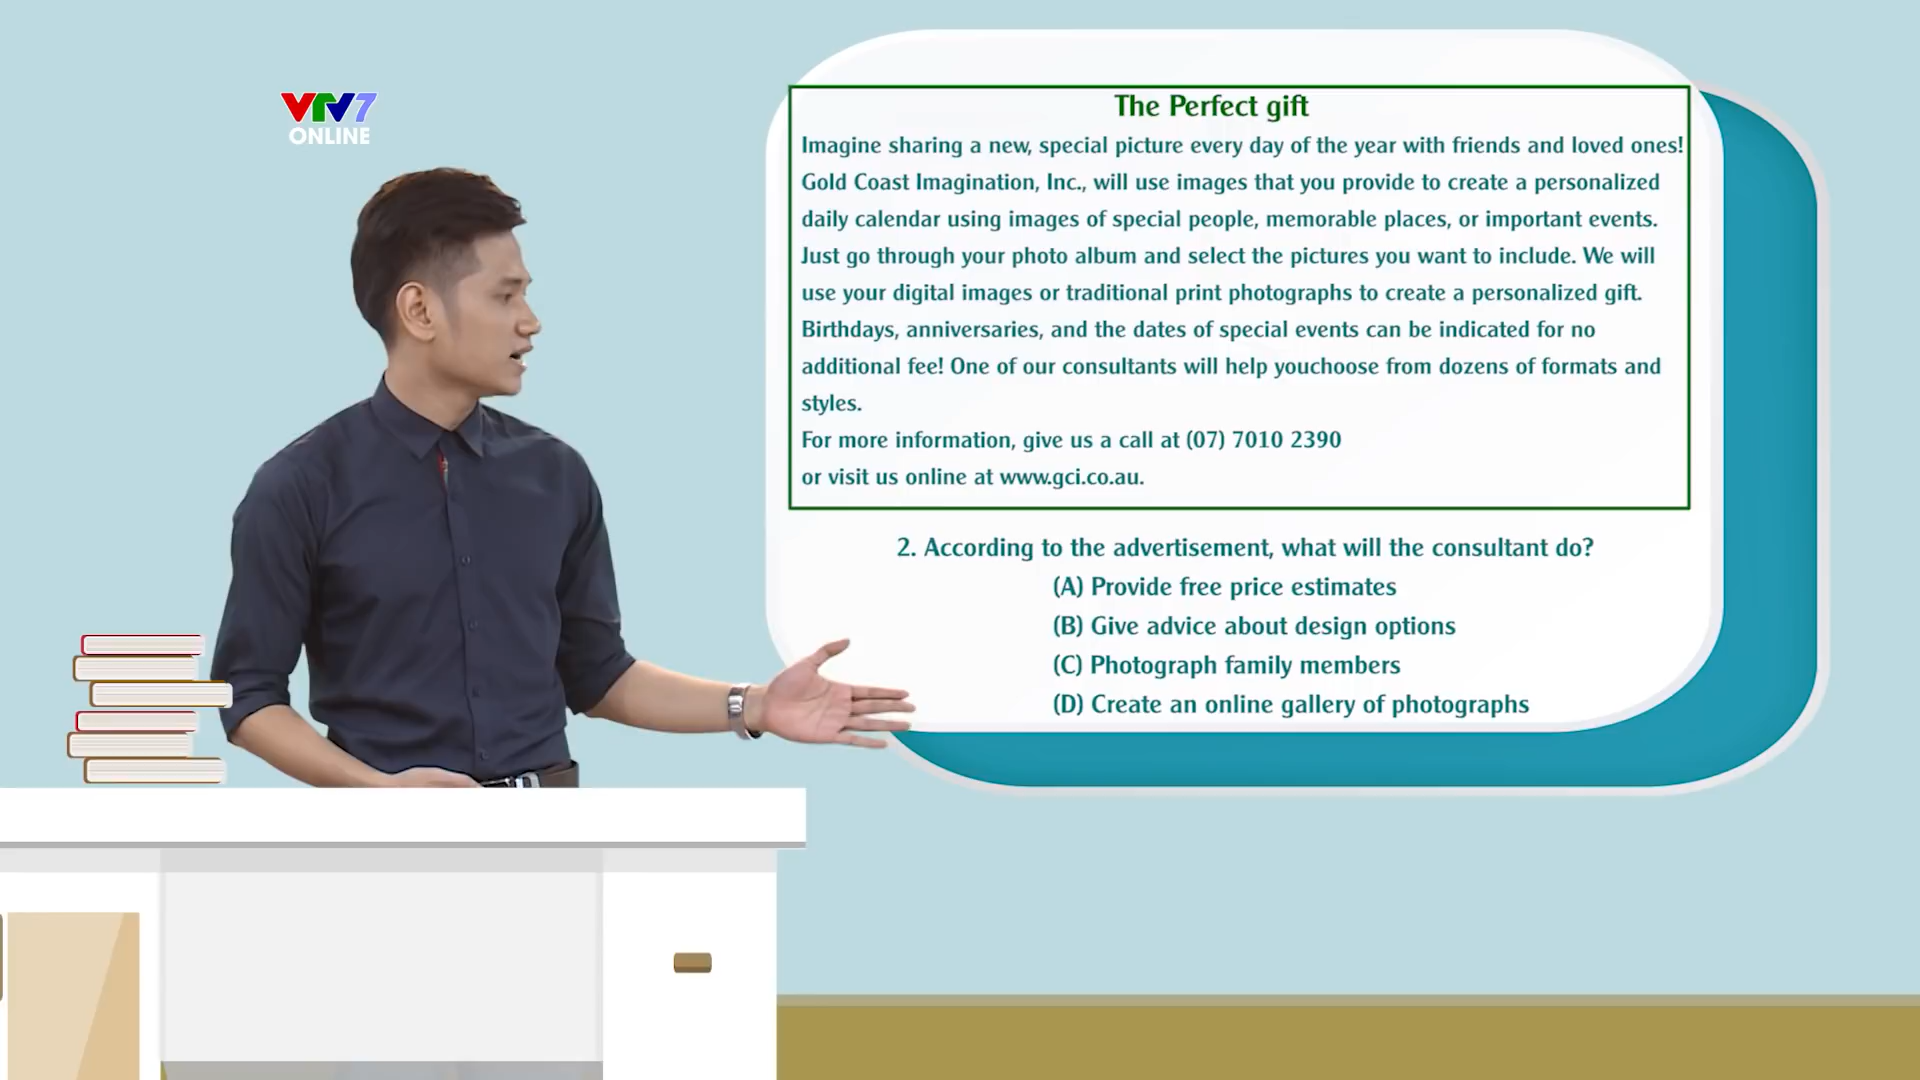 VTV7
ONLINE
The Perfect gift
Imagine sharing a new, special picture every day of the year with friends and loved ones!
Gold Coast Imagination, Inc., will use images that you provide to create a personalized
daily calendar using images of special people, memorable places, or important events.
Just go through your photo album and select the pictures you want to include. We will
use your digital images or traditional print photographs to create a personalized gift.
Birthdays, anniversaries, and the dates of special events can be indicated for no
additional fee! One of our consultants will help youchoose from dozens of formats and
styles.
For more information, give us a call at (07) 7010 2390
or visit us online at www.gci.co.au.
2. According to the advertisement, what will the consultant do?
(A) Provide free price estimates
(B) Give advice about design options
(C) Photograph family members
(D) Create an online gallery of photographs